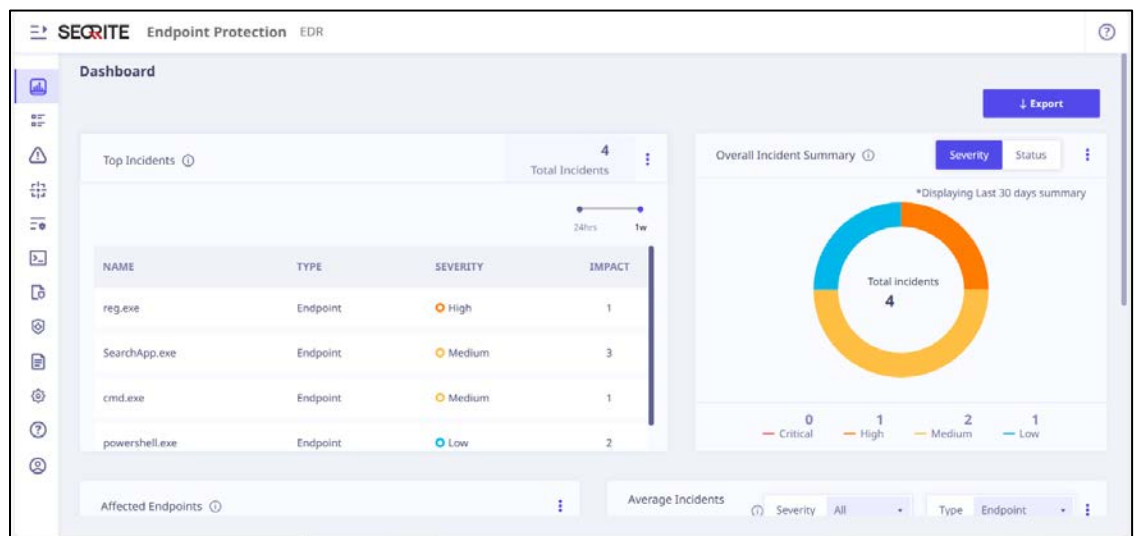 SEQRITE Endpoint Protection EDR
Dashboard
↓ Export
Top Incidents
4
Total Incidents
24hrs 1w
NAME TYPE SEVERITY IMPACT
reg.exe Endpoint High 1
SearchApp.exe Endpoint Medium 3
cmd.exe Endpoint Medium 1
powershell.exe Endpoint Low 2
Overall Incident Summary Severity Status
*Displaying Last 30 days summary
Total incidents
4
0 1 2 1
Critical High Medium Low
Affected Endpoints
Average Incidents
Severity All Type Endpoint